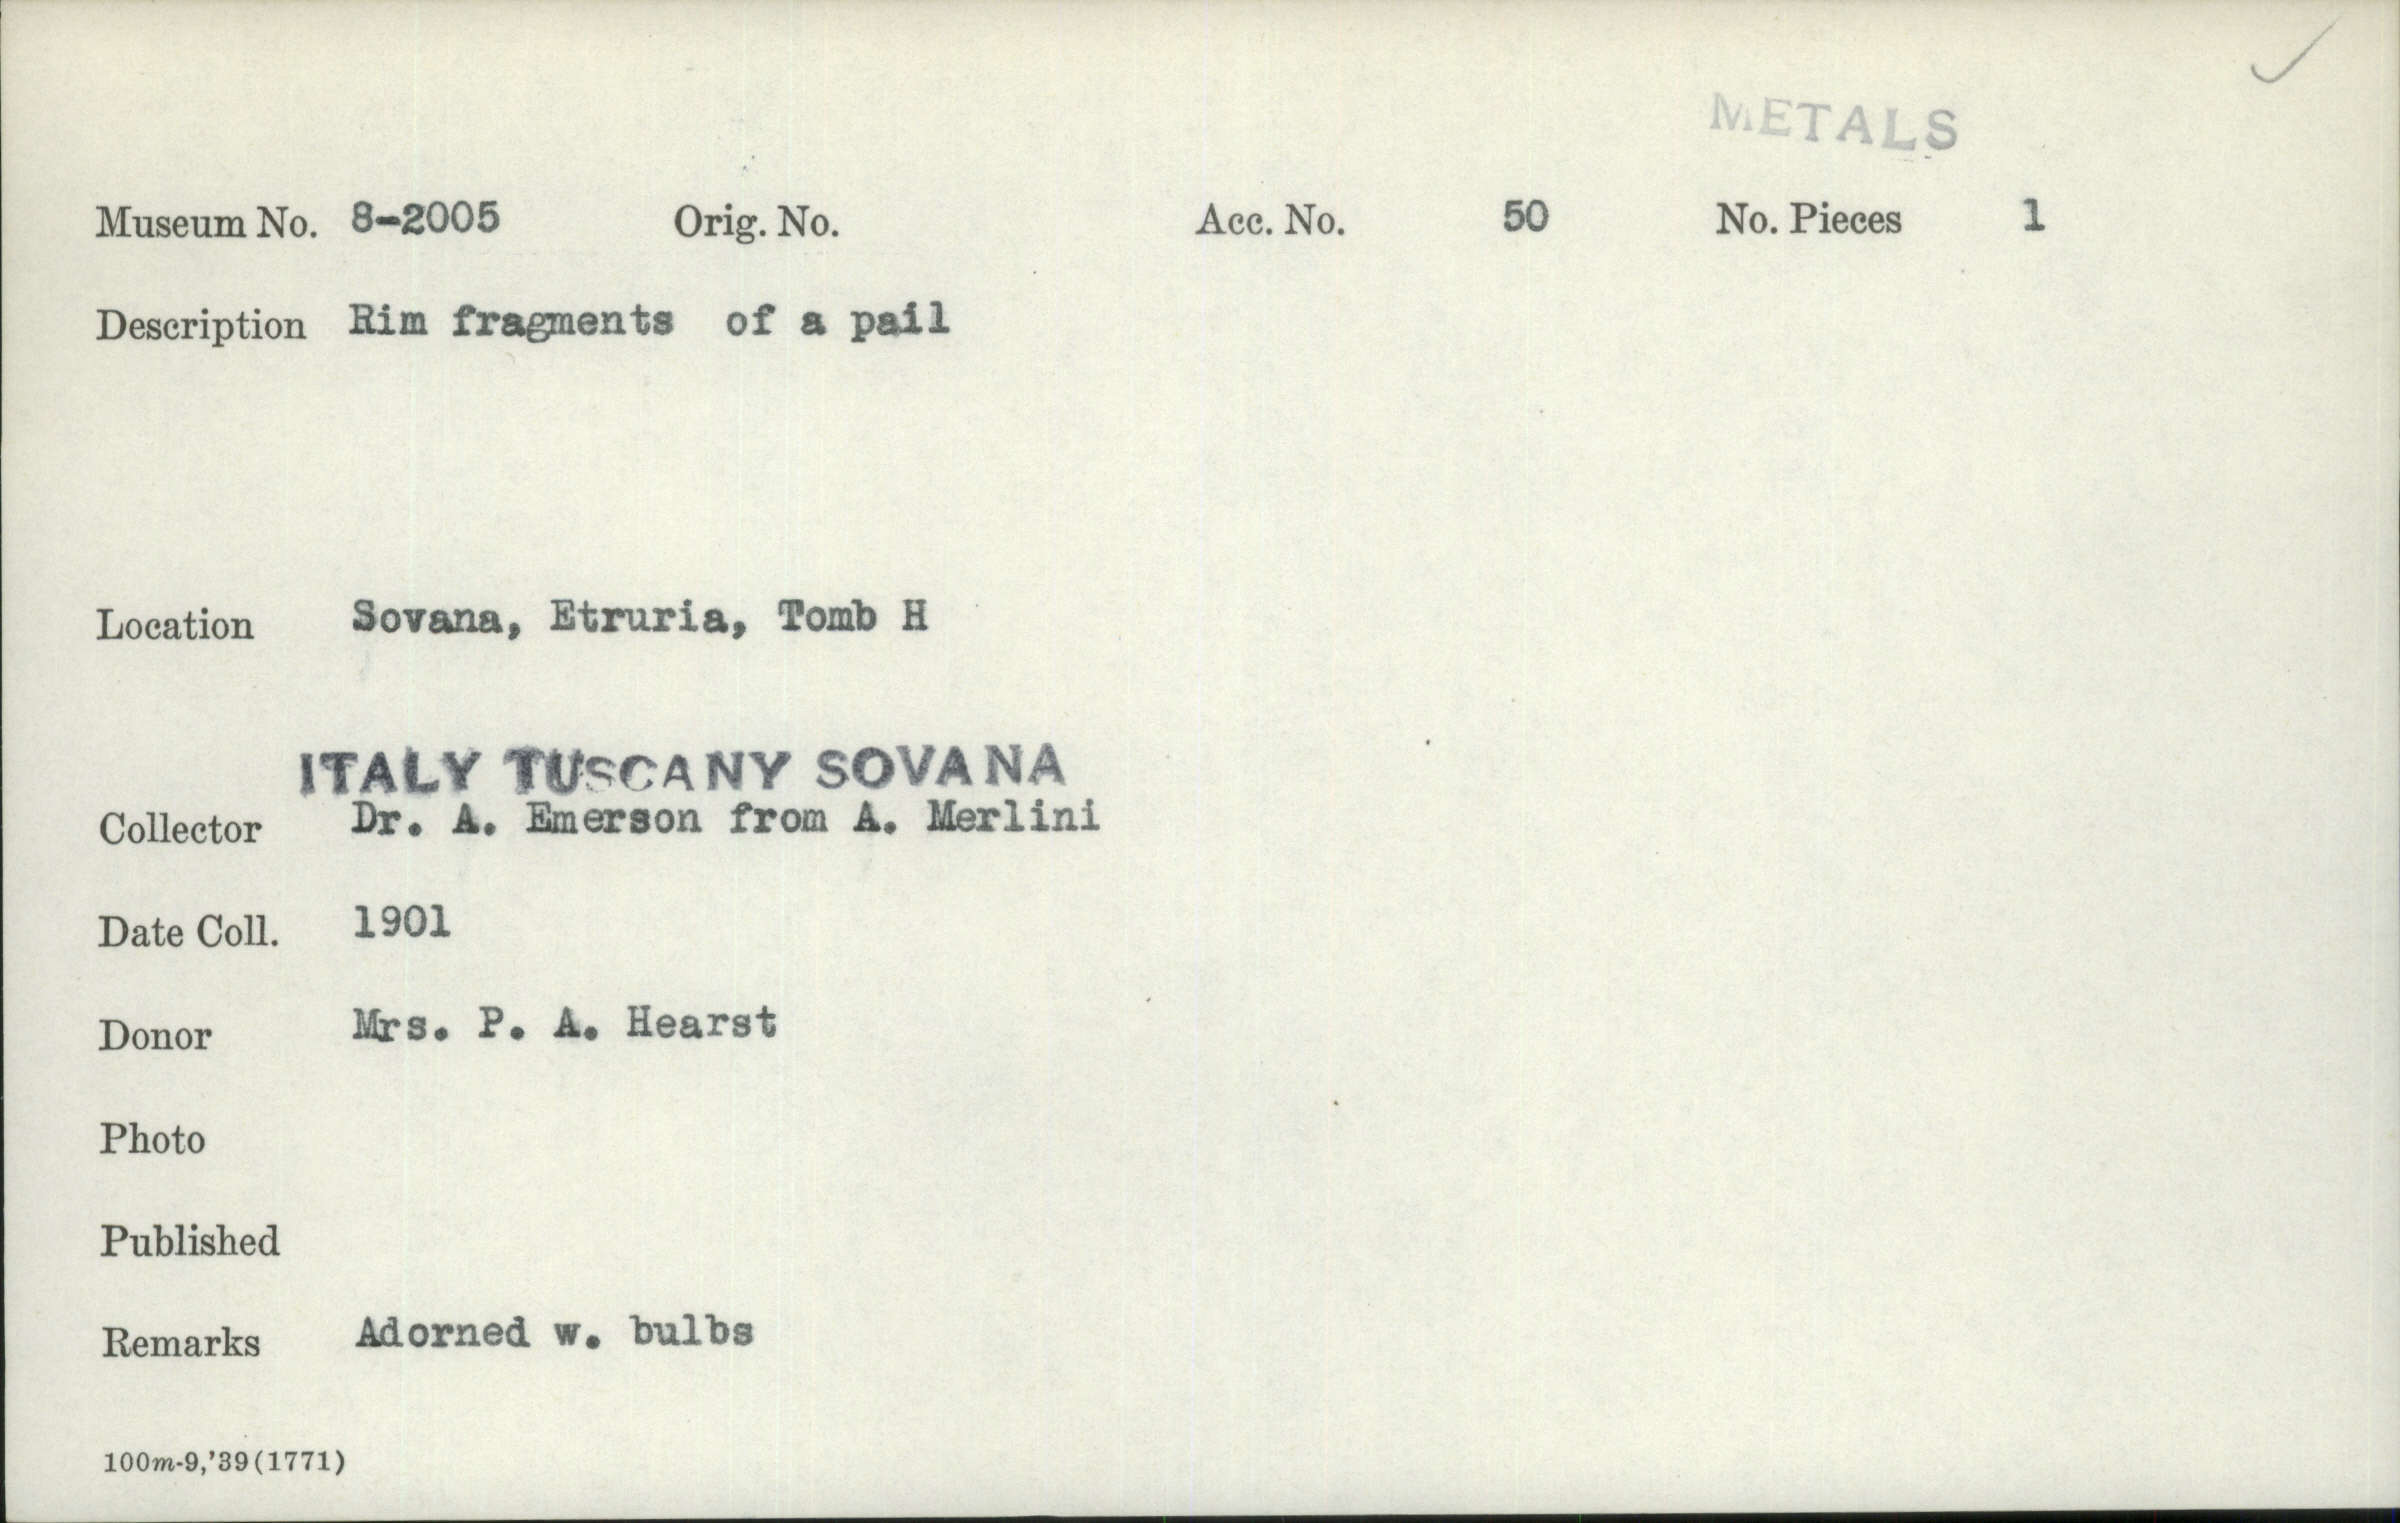 METALS
Museum No. 8-2005 Orig. No. Acc. No. 50 No. Pieces 1
Description Rim fragments of a pail
Location Sovana, Etruria, Tomb H
ITALY TUSCANY SOVANA
Collector Dr. A. Emerson from A. Merlini
Date Coll. 1901
Donor Mrs. P. A. Hearst
Photo
Published
Remarks Adorned w. bulbs
100m-9,'39(1771)